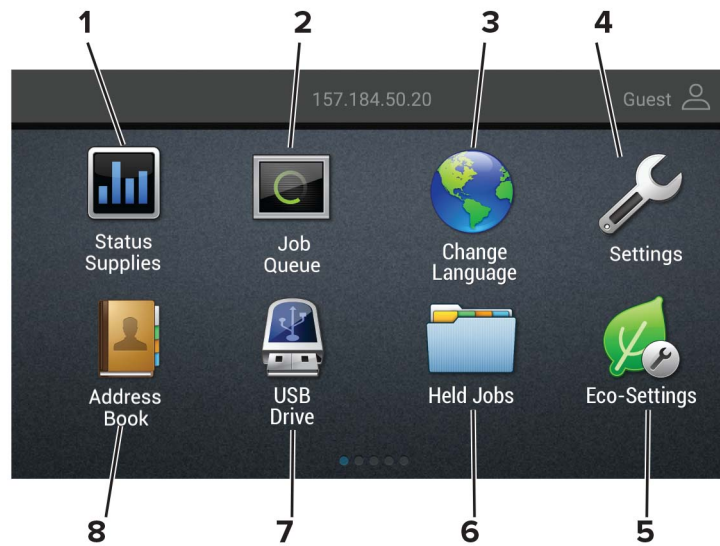 1 2 3 4
157.184.50.20 Guest
Status
Supplies
Job
Queue
Change
Language
Settings
Address
Book
USB
Drive
Held Jobs
Eco-Settings
8 7 6 5